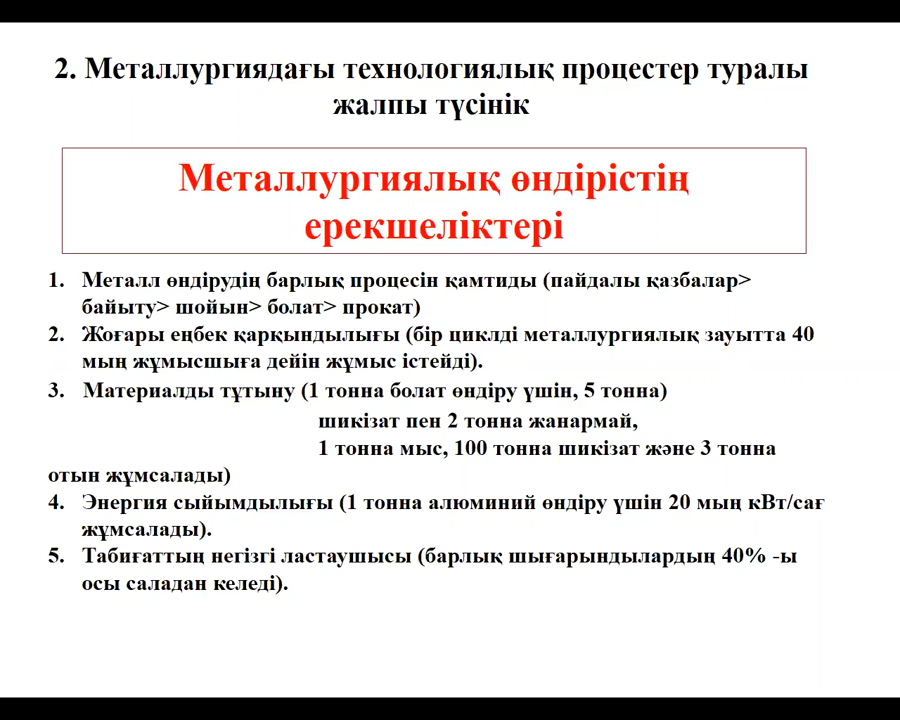 2. Металлургиядағы технологиялық процестер туралы
жалпы түсінік
Металлургиялық өндірістің
ерекшеліктері
1. Металл өндірудің барлық процесін қамтиды (пайдалы қазбалар>
байыту> шойын> болат> прокат)
2. Жоғары еңбек қарқындылығы (бір циклді металлургиялық зауытта 40
мың жұмысшыға дейін жұмыс істейді).
3. Материалды тұтыну (1 тонна болат өндіру үшін, 5 тонна)
шикізат пен 2 тонна жанармай,
1 тонна мыс, 100 тонна шикізат және 3 тонна
отын жұмсалады)
4. Энергия сыйымдылығы (1 тонна алюминий өндіру үшін 20 мың кВт/сағ
жұмсалады).
5. Табиғаттың негізгі ластаушысы (барлық шығарындылардың 40% -ы
осы саладан келеді).